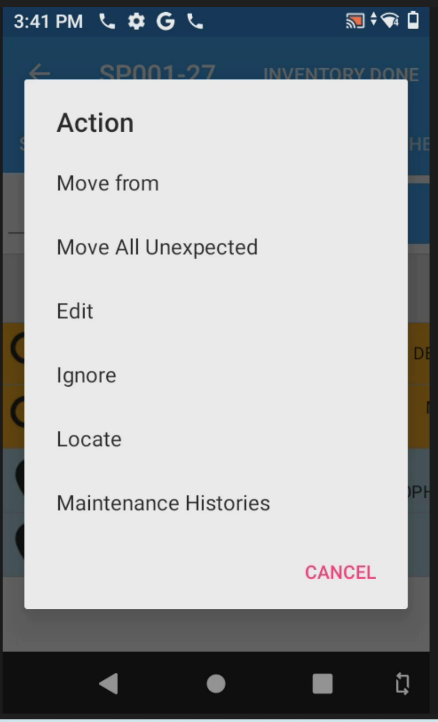 3:41 PM
SP001-27 INVENTORY DONE
Action
Move from
Move All Unexpected
Edit
Ignore
Locate
Maintenance Histories
CANCEL